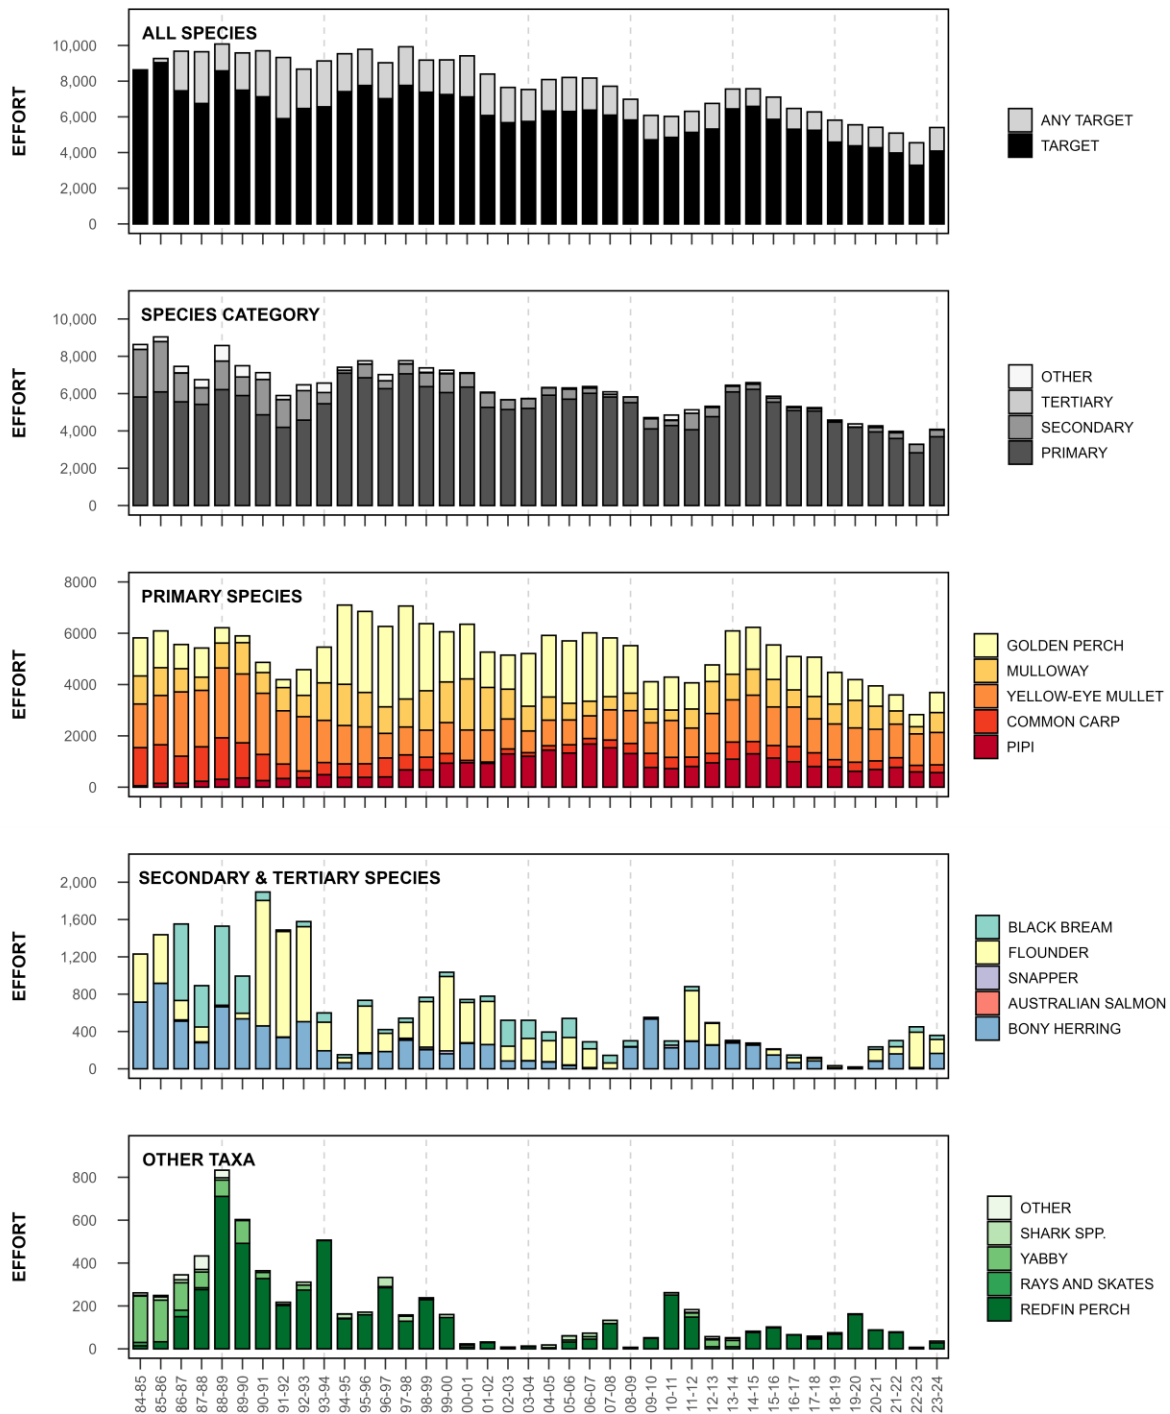 ALL SPECIES
EFFORT
10,000
8,000
6,000
4,000
2,000
0
ANY TARGET
TARGET
SPECIES CATEGORY
EFFORT
10,000
8,000
6,000
4,000
2,000
0
OTHER
TERTIARY
SECONDARY
PRIMARY
PRIMARY SPECIES
EFFORT
8000
6000
4000
2000
0
GOLDEN PERCH
MULLOWAY
YELLOW-EYE MULLET
COMMON CARP
PIPI
SECONDARY & TERTIARY SPECIES
EFFORT
2,000
1,600
1,200
800
400
0
BLACK BREAM
FLOUNDER
SNAPPER
AUSTRALIAN SALMON
BONY HERRING
OTHER TAXA
EFFORT
800
600
400
200
0
OTHER
SHARK SPP.
YABBY
RAYS AND SKATES
REDFIN PERCH
84-85
85-86
86-87
87-88
88-89
89-90
90-91
91-92
92-93
93-94
94-95
95-96
96-97
97-98
98-99
99-00
00-01
01-02
02-03
03-04
04-05
05-06
06-07
07-08
08-09
09-10
10-11
11-12
12-13
13-14
14-15
15-16
16-17
17-18
18-19
19-20
20-21
21-22
22-23
23-24